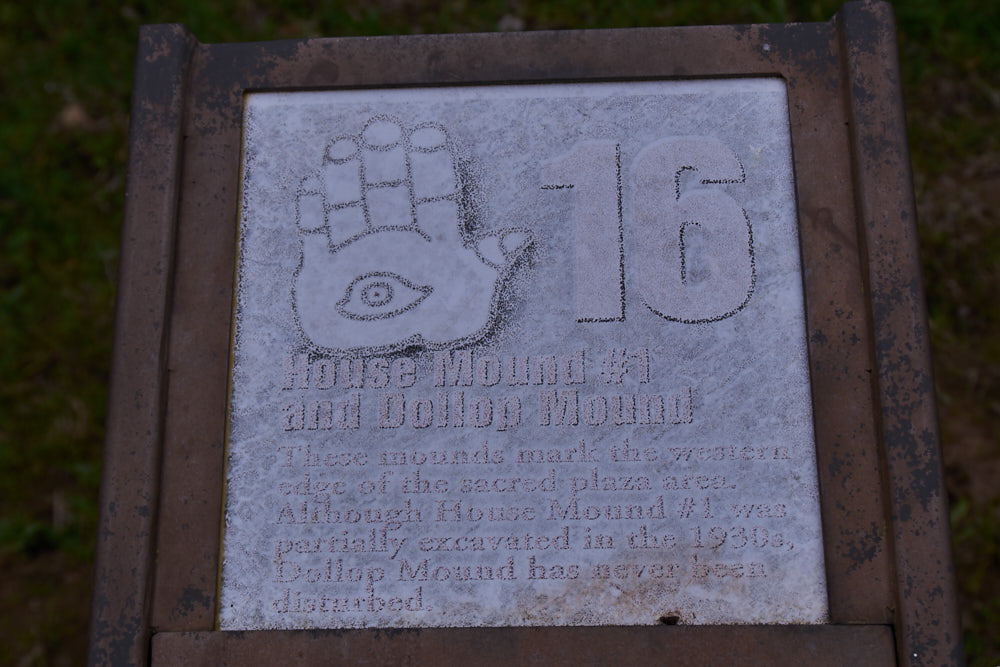 16
House Mound #1
and Dollop Mound
These mounds mark the western
edge of the sacred plaza area.
Although House Mound #1 was
partially excavated in the 1930s,
Dollop Mound has never been
disturbed.